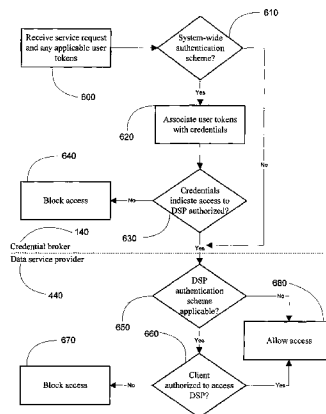 610
Receive service request
and any applicable user
tokens
System-wide
authentication
scheme?
600
Yes
620
Associate user tokens
with credentials
No
640
Block access
No
Credentials
indicate access to
DSP authorized?
630
Credential broker
140
Yes
Data service provider
440
DSP
authentication
scheme
applicable?
680
No
650
660
Yes
Allow access
670
Block access
No
Client
authorized to access
DSP?
Yes